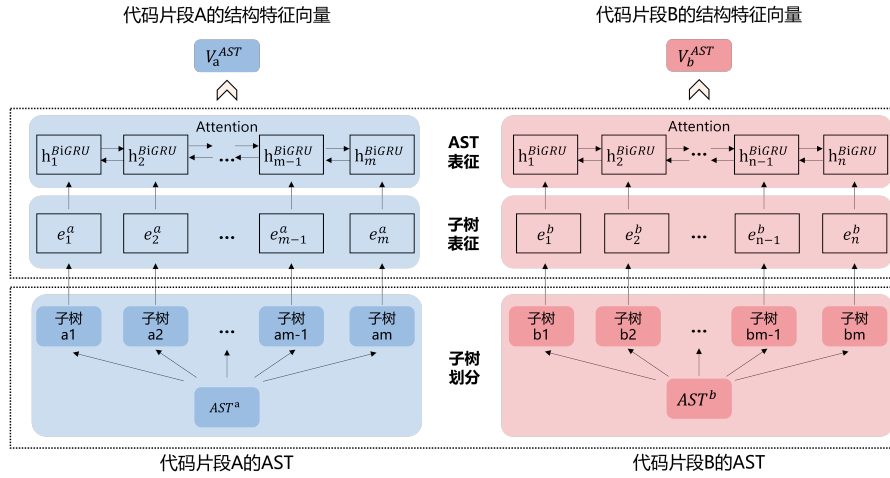 代码片段A的结构特征向量
代码片段B的结构特征向量
V_a^{AST}
V_b^{AST}
Attention
h_1^{BiGRU} h_2^{BiGRU} ... h_{m-1}^{BiGRU} h_m^{BiGRU}
AST
表征
Attention
h_1^{BiGRU} h_2^{BiGRU} ... h_{n-1}^{BiGRU} h_n^{BiGRU}
e_1^a e_2^a ... e_{m-1}^a e_m^a
子树
表征
e_1^b e_2^b ... e_{n-1}^b e_n^b
子树 子树 子树 子树
a1 a2 ... am-1 am
子树 子树 子树 子树
b1 b2 ... bm-1 bm
子树
划分
AST^a
AST^b
代码片段A的AST
代码片段B的AST